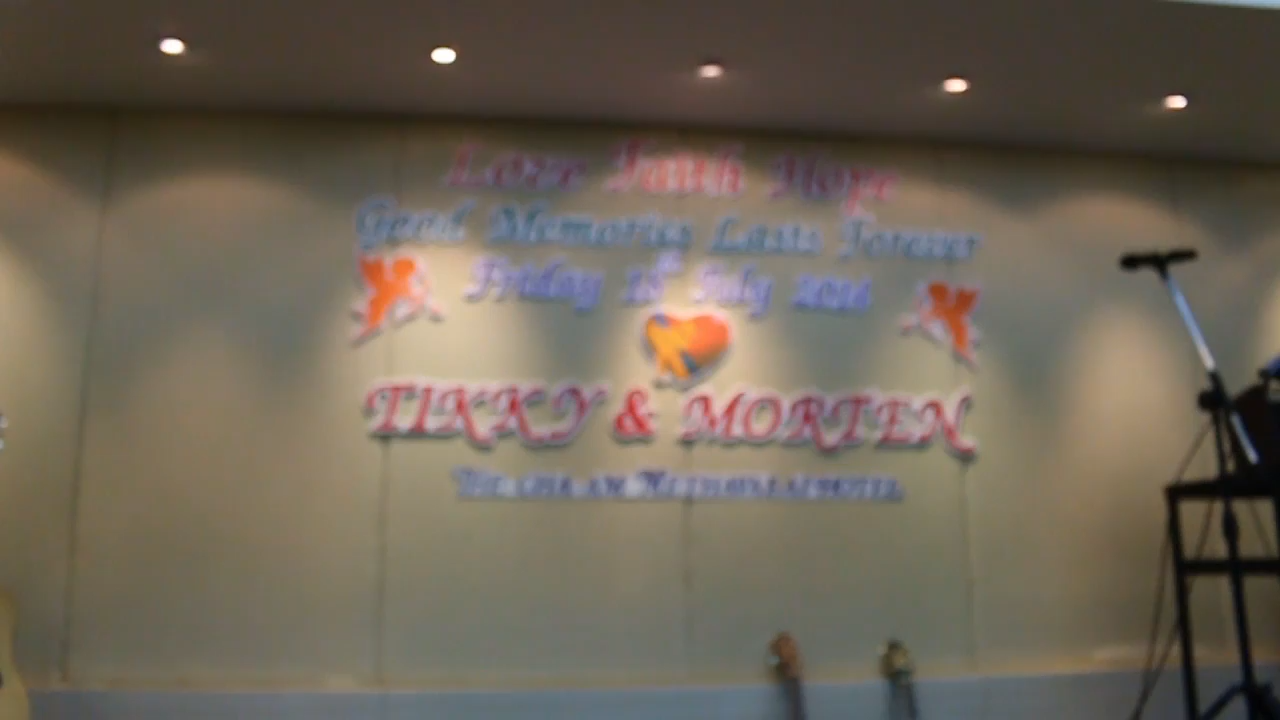 Love Faith Hope
Good Memories Lasts Forever
Friday July
TIKKY & MORTEN